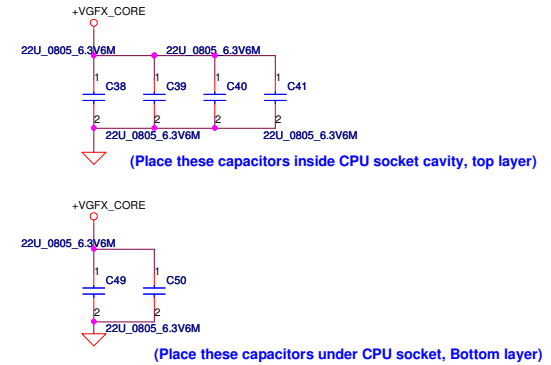 +VGFX_CORE
22U_0805_6.3V6M 22U_0805_6.3V6M
1 1 1 1
C38 C39 C40 C41
2 2 2 2
22U_0805_6.3V6M 22U_0805_6.3V6M
(Place these capacitors inside CPU socket cavity, top layer)
+VGFX_CORE
22U_0805_6.3V6M
1 1
C49 C50
2 2
22U_0805_6.3V6M
(Place these capacitors under CPU socket, Bottom layer)